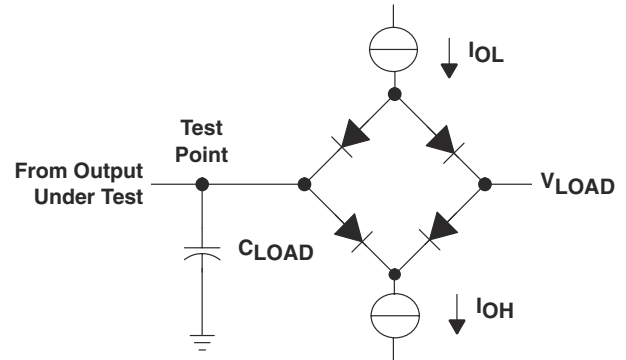 IOL
Test
Point
From Output
Under Test
VLOAD
CLOAD
IOH